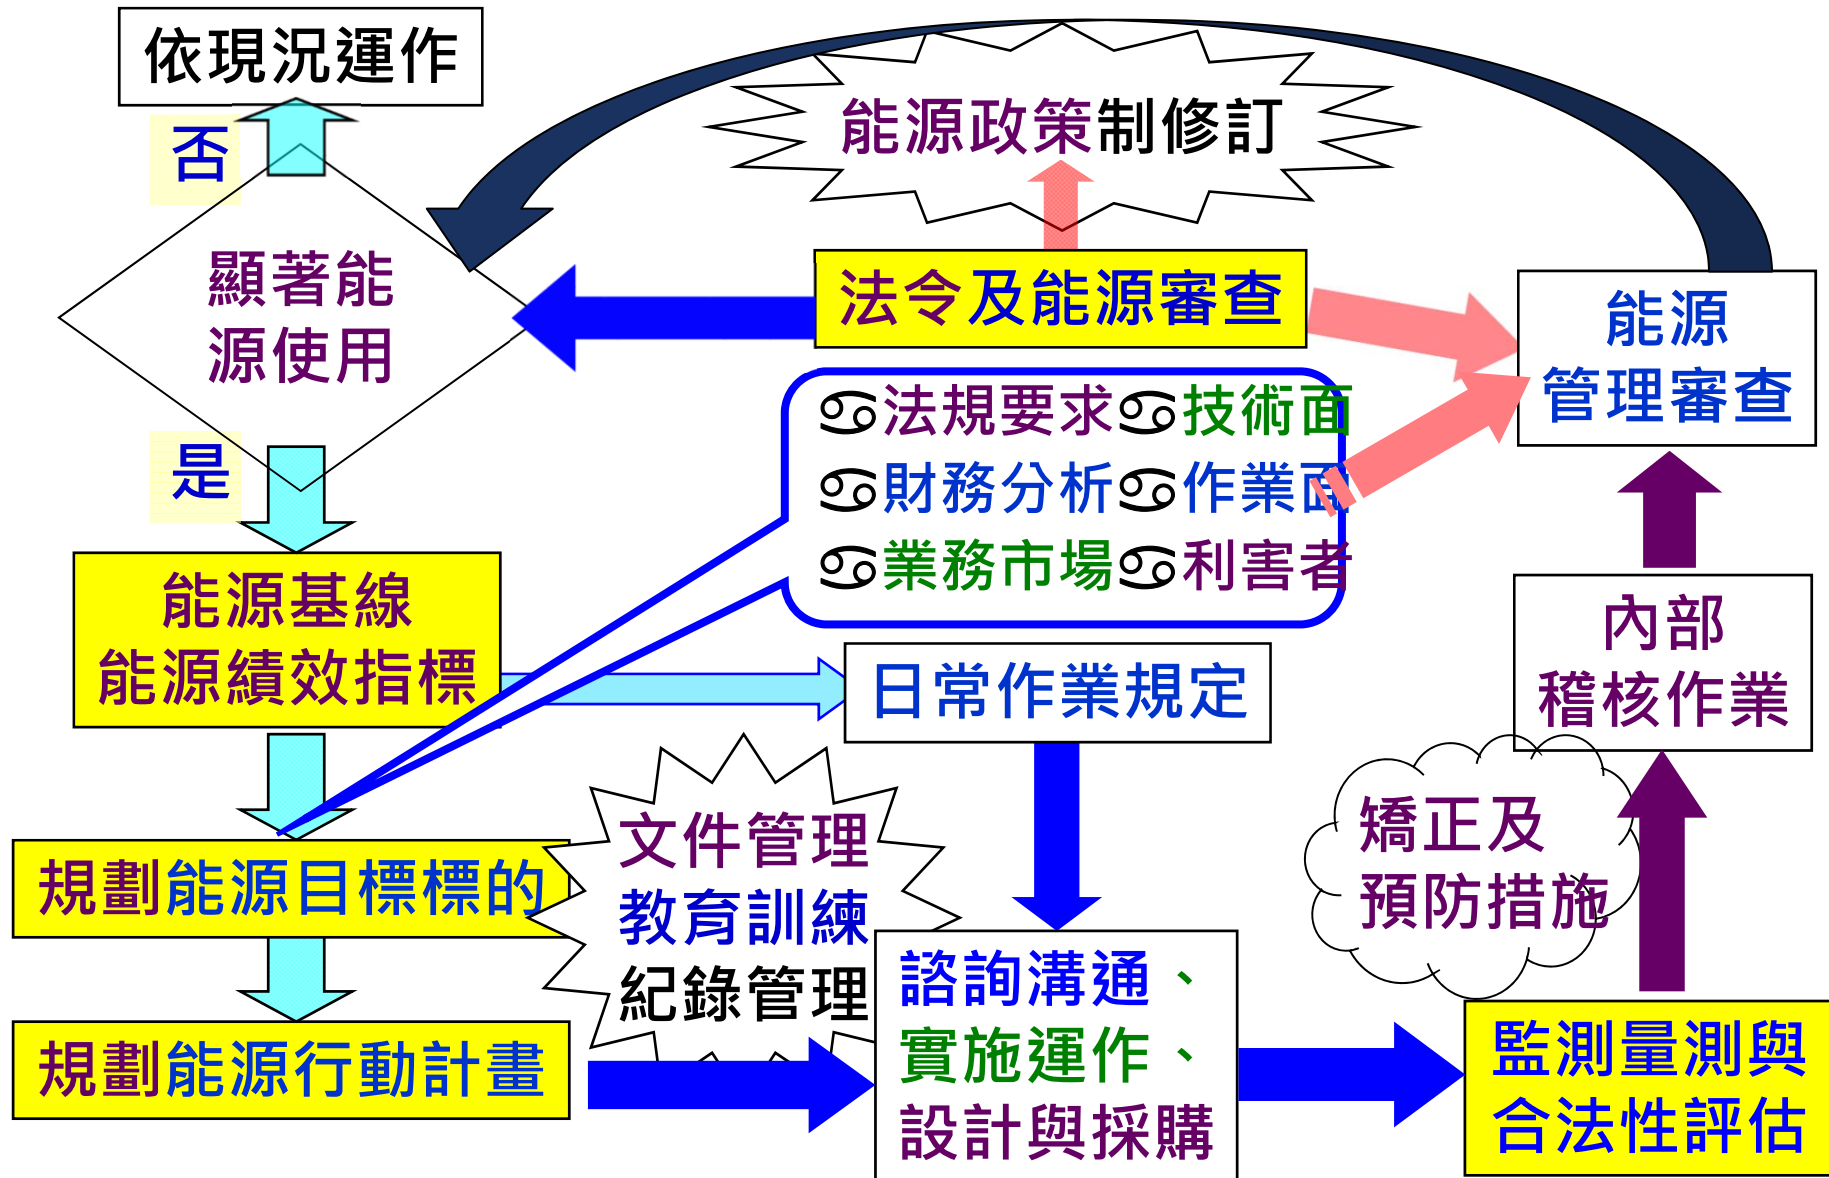 依現況運作
否
能源政策制修訂
顯著能
源使用
法令及能源審查
能源
管理審查
♋法規要求♋技術面
♋財務分析♋作業面
♋業務市場♋利害者
是
能源基線
能源績效指標
日常作業規定
內部
稽核作業
規劃能源目標標的
文件管理
教育訓練
紀錄管理
矯正及
預防措施
規劃能源行動計畫
諮詢溝通、
實施運作、
設計與採購
監測量測與
合法性評估